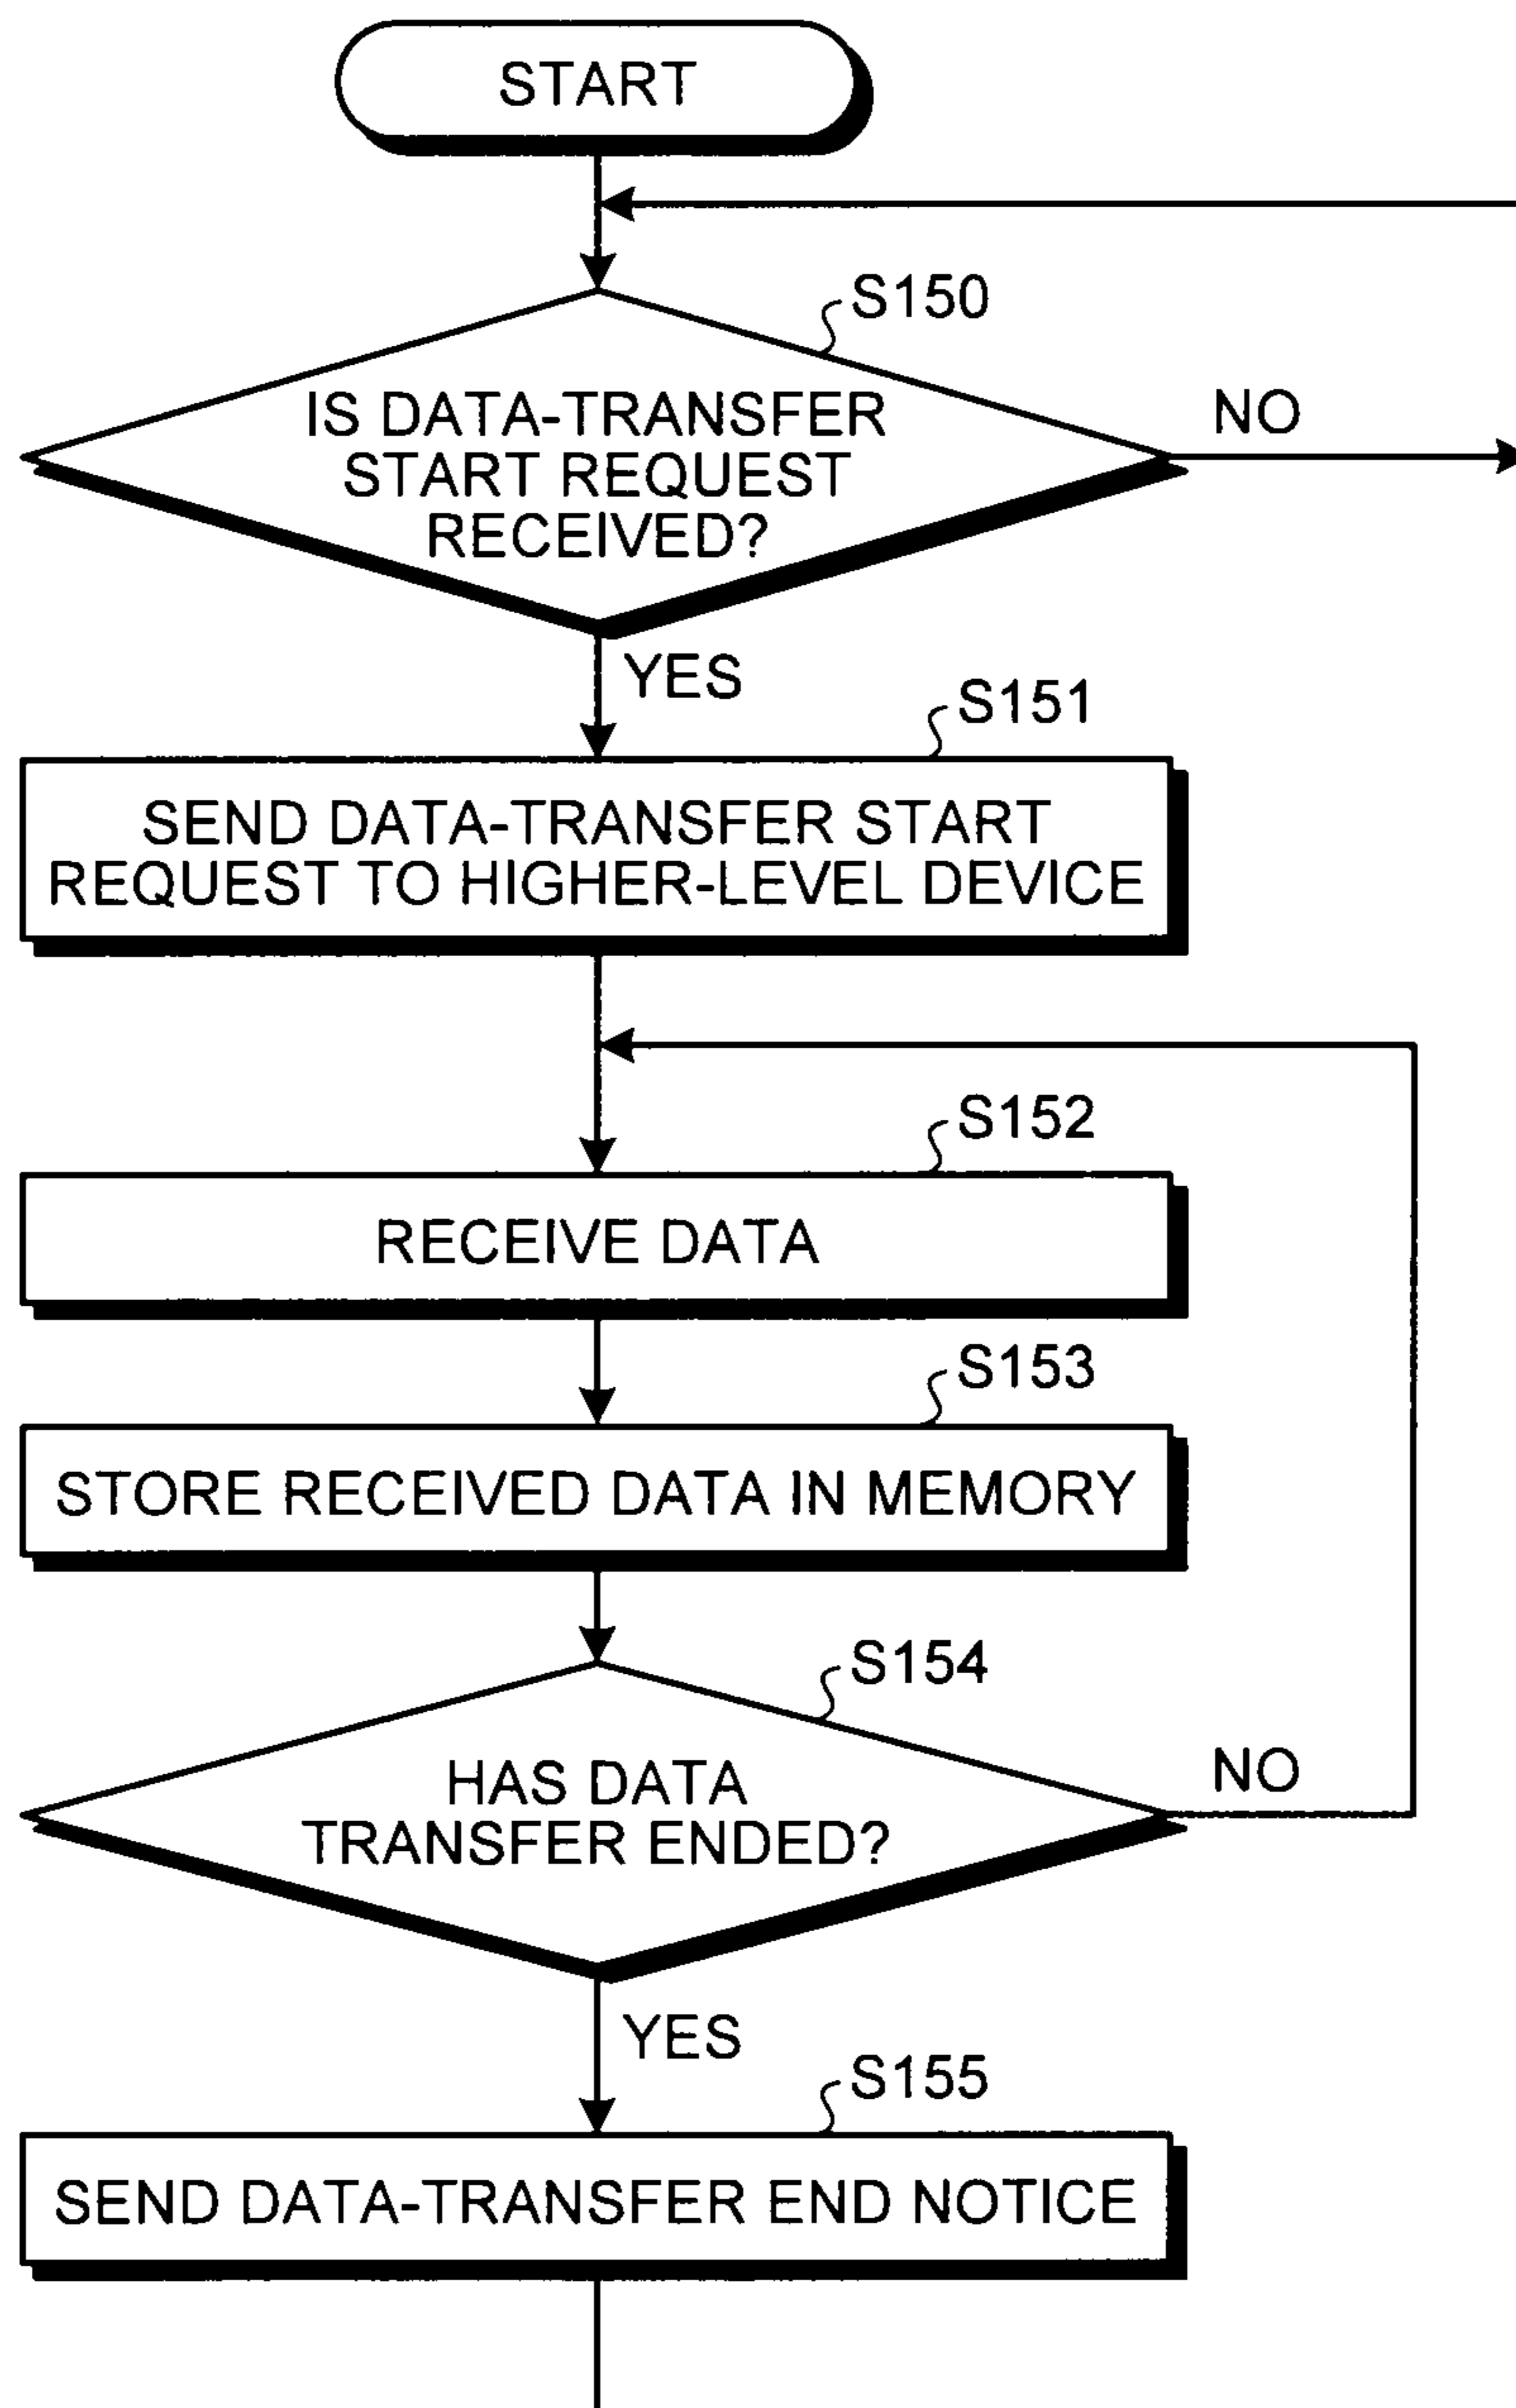 START
S150
IS DATA-TRANSFER
START REQUEST
RECEIVED?
NO
YES
S151
SEND DATA-TRANSFER START
REQUEST TO HIGHER-LEVEL DEVICE
S152
RECEIVE DATA
S153
STORE RECEIVED DATA IN MEMORY
S154
HAS DATA
TRANSFER ENDED?
NO
YES
S155
SEND DATA-TRANSFER END NOTICE